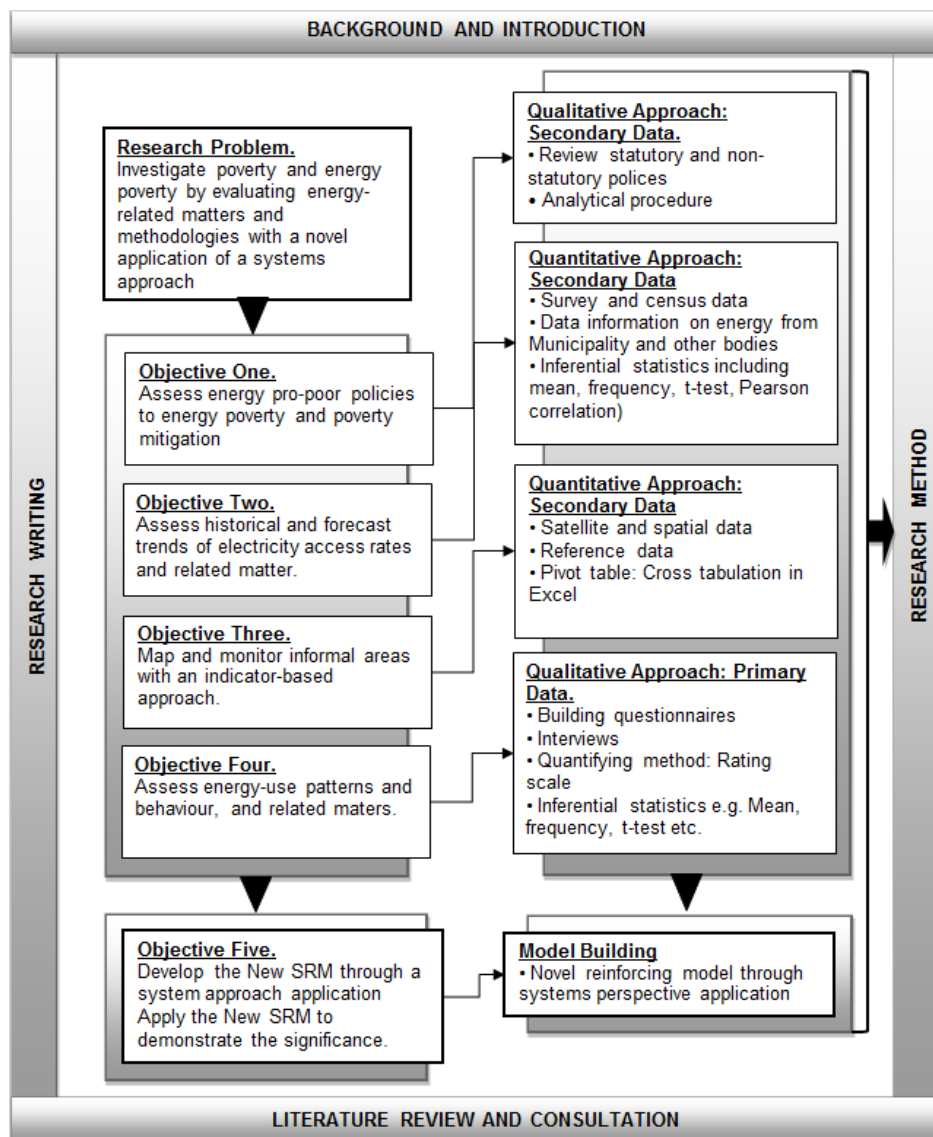 BACKGROUND AND INTRODUCTION
RESEARCH WRITING
Research Problem.
Investigate poverty and energy
poverty by evaluating energy-
related matters and
methodologies with a novel
application of a systems
approach
Objective One.
Assess energy pro-poor policies
to energy poverty and poverty
mitigation
Objective Two.
Assess historical and forecast
trends of electricity access rates
and related matter.
Objective Three.
Map and monitor informal areas
with an indicator-based
approach.
Objective Four.
Assess energy-use patterns and
behaviour, and related maters.
Objective Five.
Develop the New SRM through a
system approach application
Apply the New SRM to
demonstrate the significance.
Qualitative Approach:
Secondary Data.
• Review statutory and non-
statutory polices
• Analytical procedure
Quantitative Approach:
Secondary Data
• Survey and census data
• Data information on energy from
Municipality and other bodies
• Inferential statistics including
mean, frequency, t-test, Pearson
correlation)
Quantitative Approach:
Secondary Data
• Satellite and spatial data
• Reference data
• Pivot table: Cross tabulation in
Excel
Qualitative Approach: Primary
Data.
• Building questionnaires
• Interviews
• Quantifying method: Rating
scale
• Inferential statistics e.g. Mean,
frequency, t-test etc.
Model Building
• Novel reinforcing model through
systems perspective application
RESEARCH METHOD
LITERATURE REVIEW AND CONSULTATION